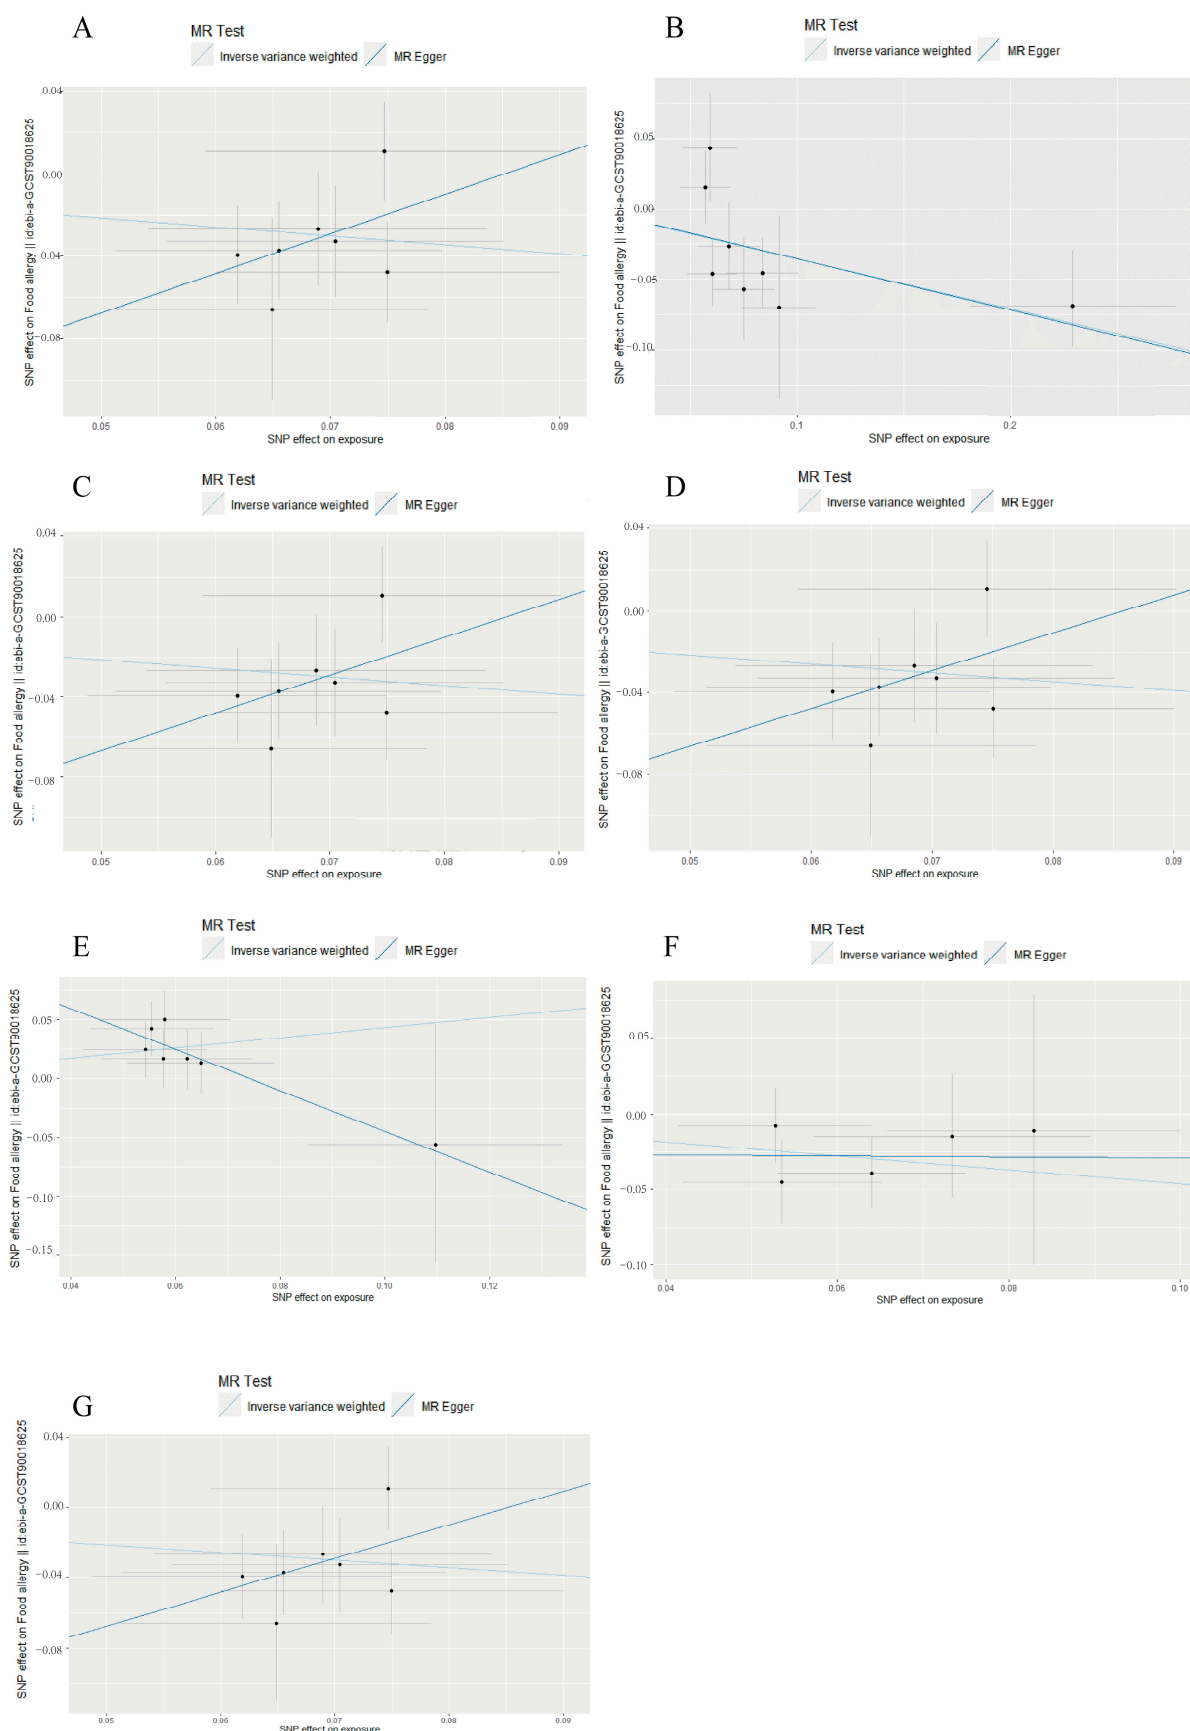 A
MR Test
Inverse variance weighted
MR Egger
SNP effect on Food allergy || id:ebi-a-GCST90018625
0.04
0.00
0.04
−0.08
0.05
0.06
0.07
0.08
0.09
SNP effect on exposure
B
MR Test
Inverse variance weighted
MR Egger
SNP effect on Food allergy || id:ebi-a-GCST90018625
0.05
0.00
−0.05
−0.10
0.1
0.2
SNP effect on exposure
C
MR Test
Inverse variance weighted
MR Egger
SNP effect on Food allergy || id:ebi-a-GCST90018625
0.04
0.00
−0.04
−0.08
0.05
0.06
0.07
0.08
0.09
SNP effect on exposure
D
MR Test
Inverse variance weighted
MR Egger
SNP effect on Food allergy || id:ebi-a-GCST90018625
0.04
0.00
−0.04
−0.08
0.05
0.06
0.07
0.08
0.09
SNP effect on exposure
E
MR Test
Inverse variance weighted
MR Egger
SNP effect on Food allergy || id:ebi-a-GCST90018625
0.05
0.00
−0.05
−0.10
−0.15
0.04
0.06
0.08
0.10
0.12
SNP effect on exposure
F
MR Test
Inverse variance weighted
MR Egger
SNP effect on Food allergy || id:ebi-a-GCST90018625
0.05
−0.00
−0.05
−0.10
0.04
0.06
0.08
0.10
SNP effect on exposure
G
MR Test
Inverse variance weighted
MR Egger
SNP effect on Food allergy || id:ebi-a-GCST90018625
0.04
0.00
−0.04
−0.08
0.05
0.06
0.07
0.08
0.09
SNP effect on exposure